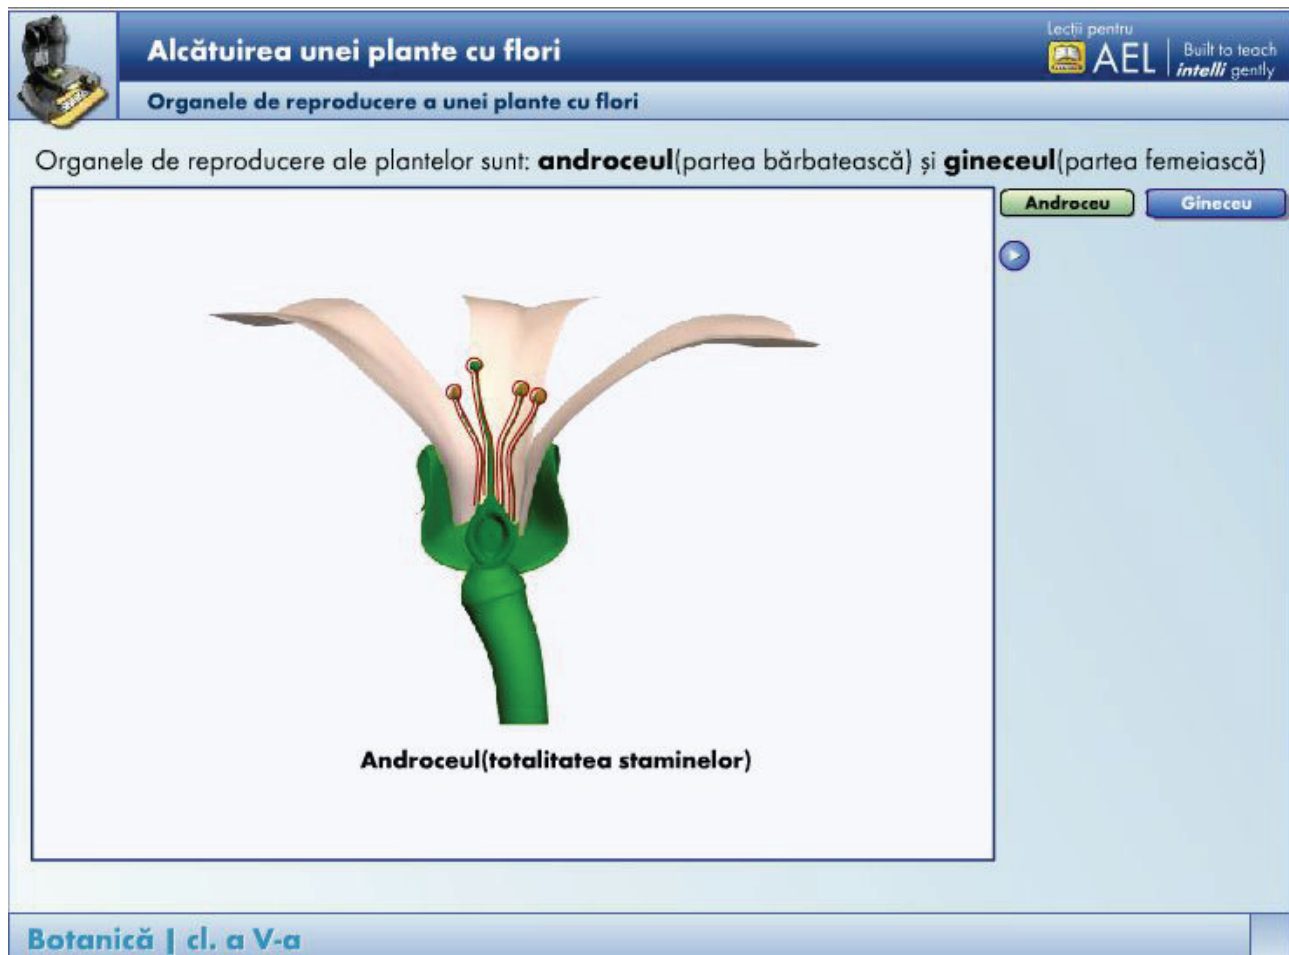 Alcătuirea unei plante cu flori
Lecții pentru
AEL
Built to teach
intelli gently
Organele de reproducere a unei plante cu flori
Organele de reproducere ale plantelor sunt: androceul(partea bărbatească) și gineceul(partea femeiască)
Androceu
Gineceu
Androceul(totalitatea staminelor)
Botanică | cl. a V-a